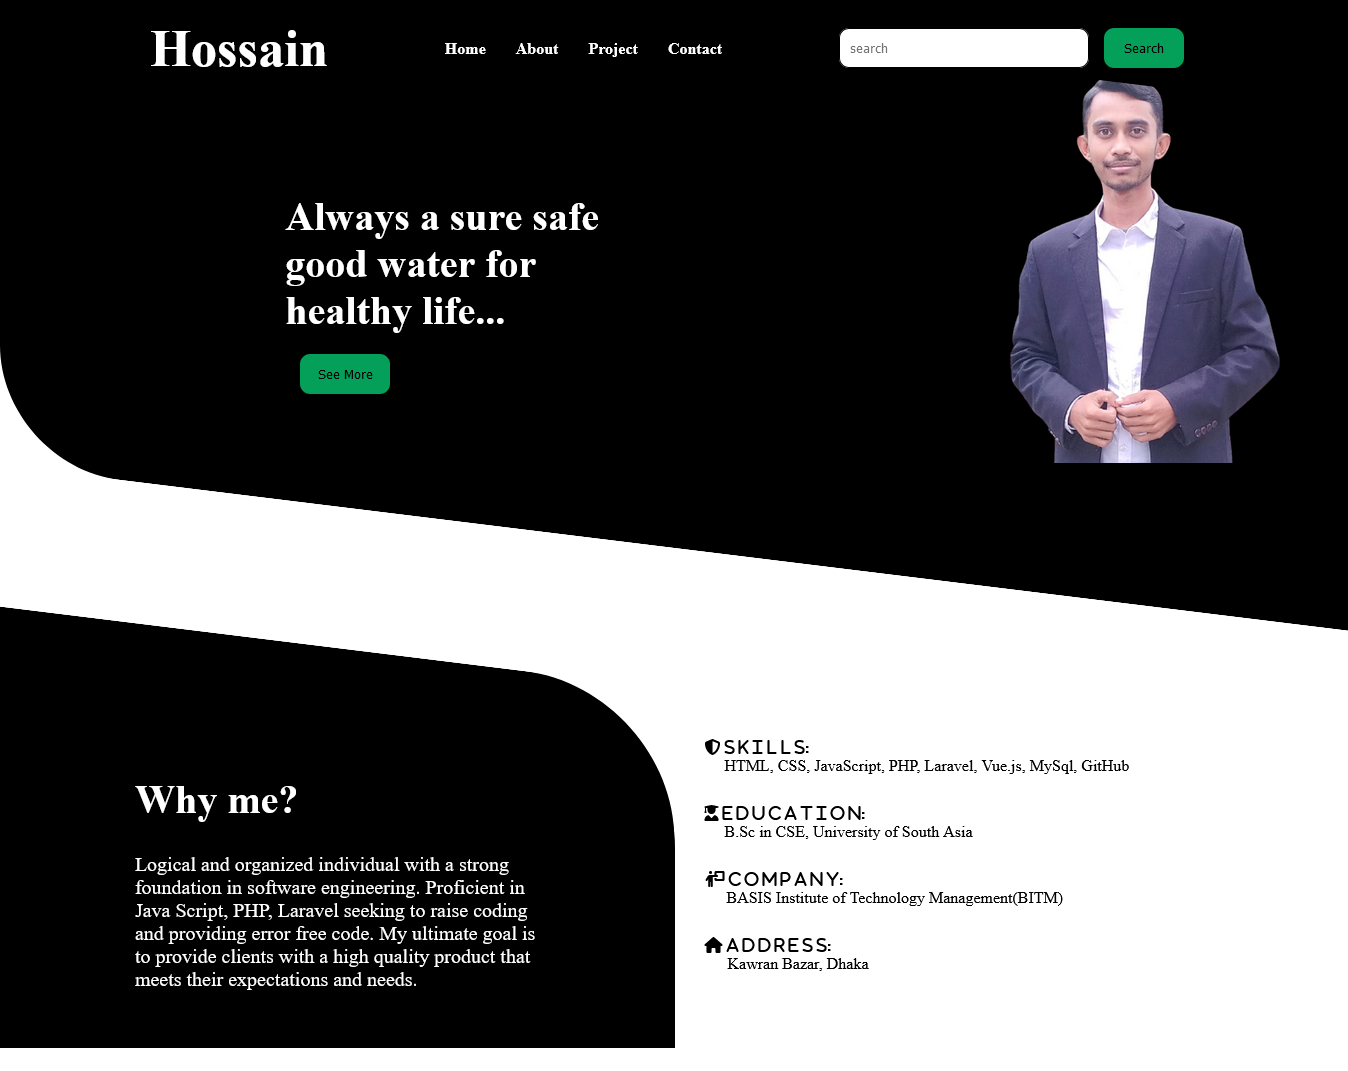 Hossain
Home About Project Contact
search
Search
Always a sure safe
good water for
healthy life...
See More
Why me?
Logical and organized individual with a strong
foundation in software engineering. Proficient in
Java Script, PHP, Laravel seeking to raise coding
and providing error free code. My ultimate goal is
to provide clients with a high quality product that
meets their expectations and needs.
SKILLS:
HTML, CSS, JavaScript, PHP, Laravel, Vue.js, MySql, GitHub
EDUCATION:
B.Sc in CSE, University of South Asia
COMPANY:
BASIS Institute of Technology Management(BITM)
ADDRESS:
Kawran Bazar, Dhaka